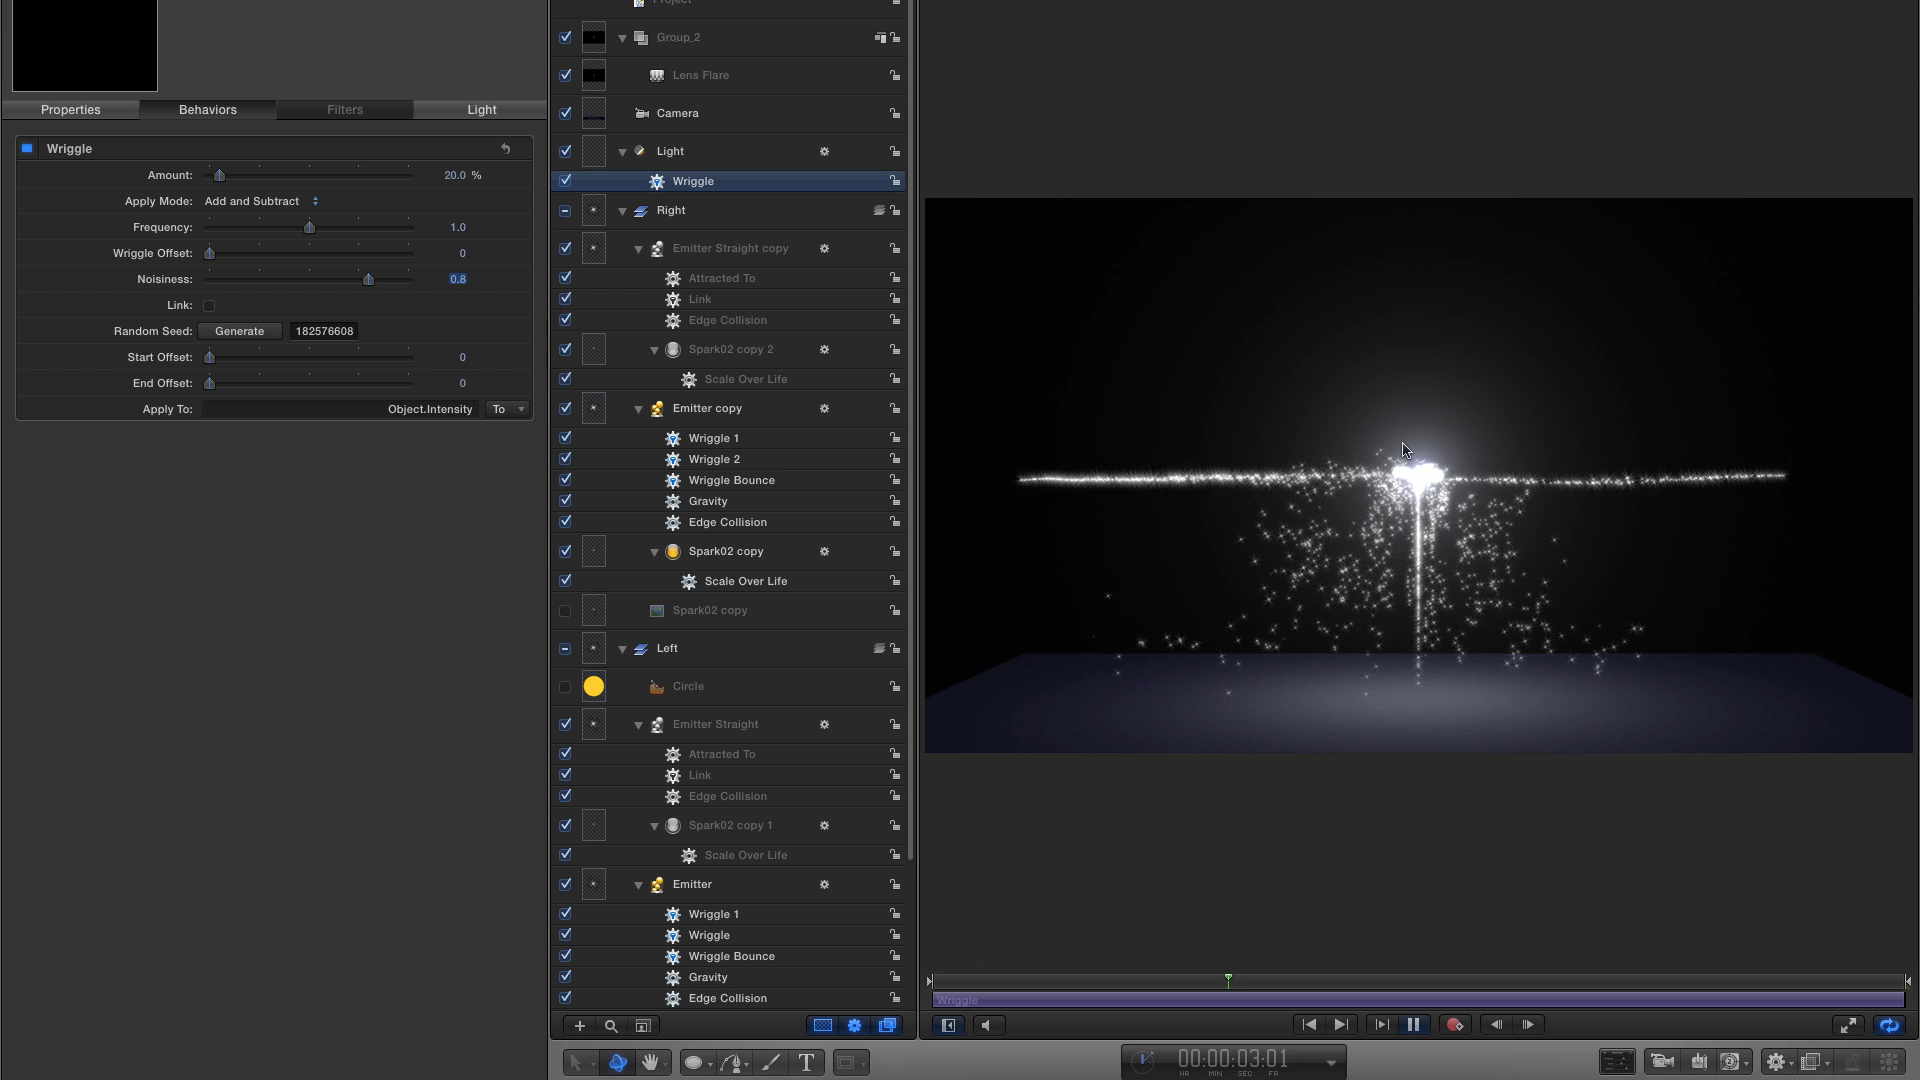 Project
Group_2
Lens Flare
Properties
Behaviors
Filters
Light
Camera
Wriggle
Light
Amount:
20.0 %
Wriggle
Apply Mode:
Add and Subtract
Right
Frequency:
1.0
Wriggle Offset:
0
Emitter Straight copy
Noisiness:
0.8
Attracted To
Link:
Link
Random Seed:
Generate
182576608
Edge Collision
Start Offset:
0
Spark02 copy 2
End Offset:
0
Scale Over Life
Apply To:
Object.Intensity
To
Emitter copy
Wriggle 1
Wriggle 2
Wriggle Bounce
Gravity
Edge Collision
Spark02 copy
Scale Over Life
Spark02 copy
Left
Circle
Emitter Straight
Attracted To
Link
Edge Collision
Spark02 copy 1
Scale Over Life
Emitter
Wriggle 1
Wriggle
Wriggle Bounce
Gravity
Edge Collision
Wriggle
T
00:00:03:01
HR MIN SEC FR